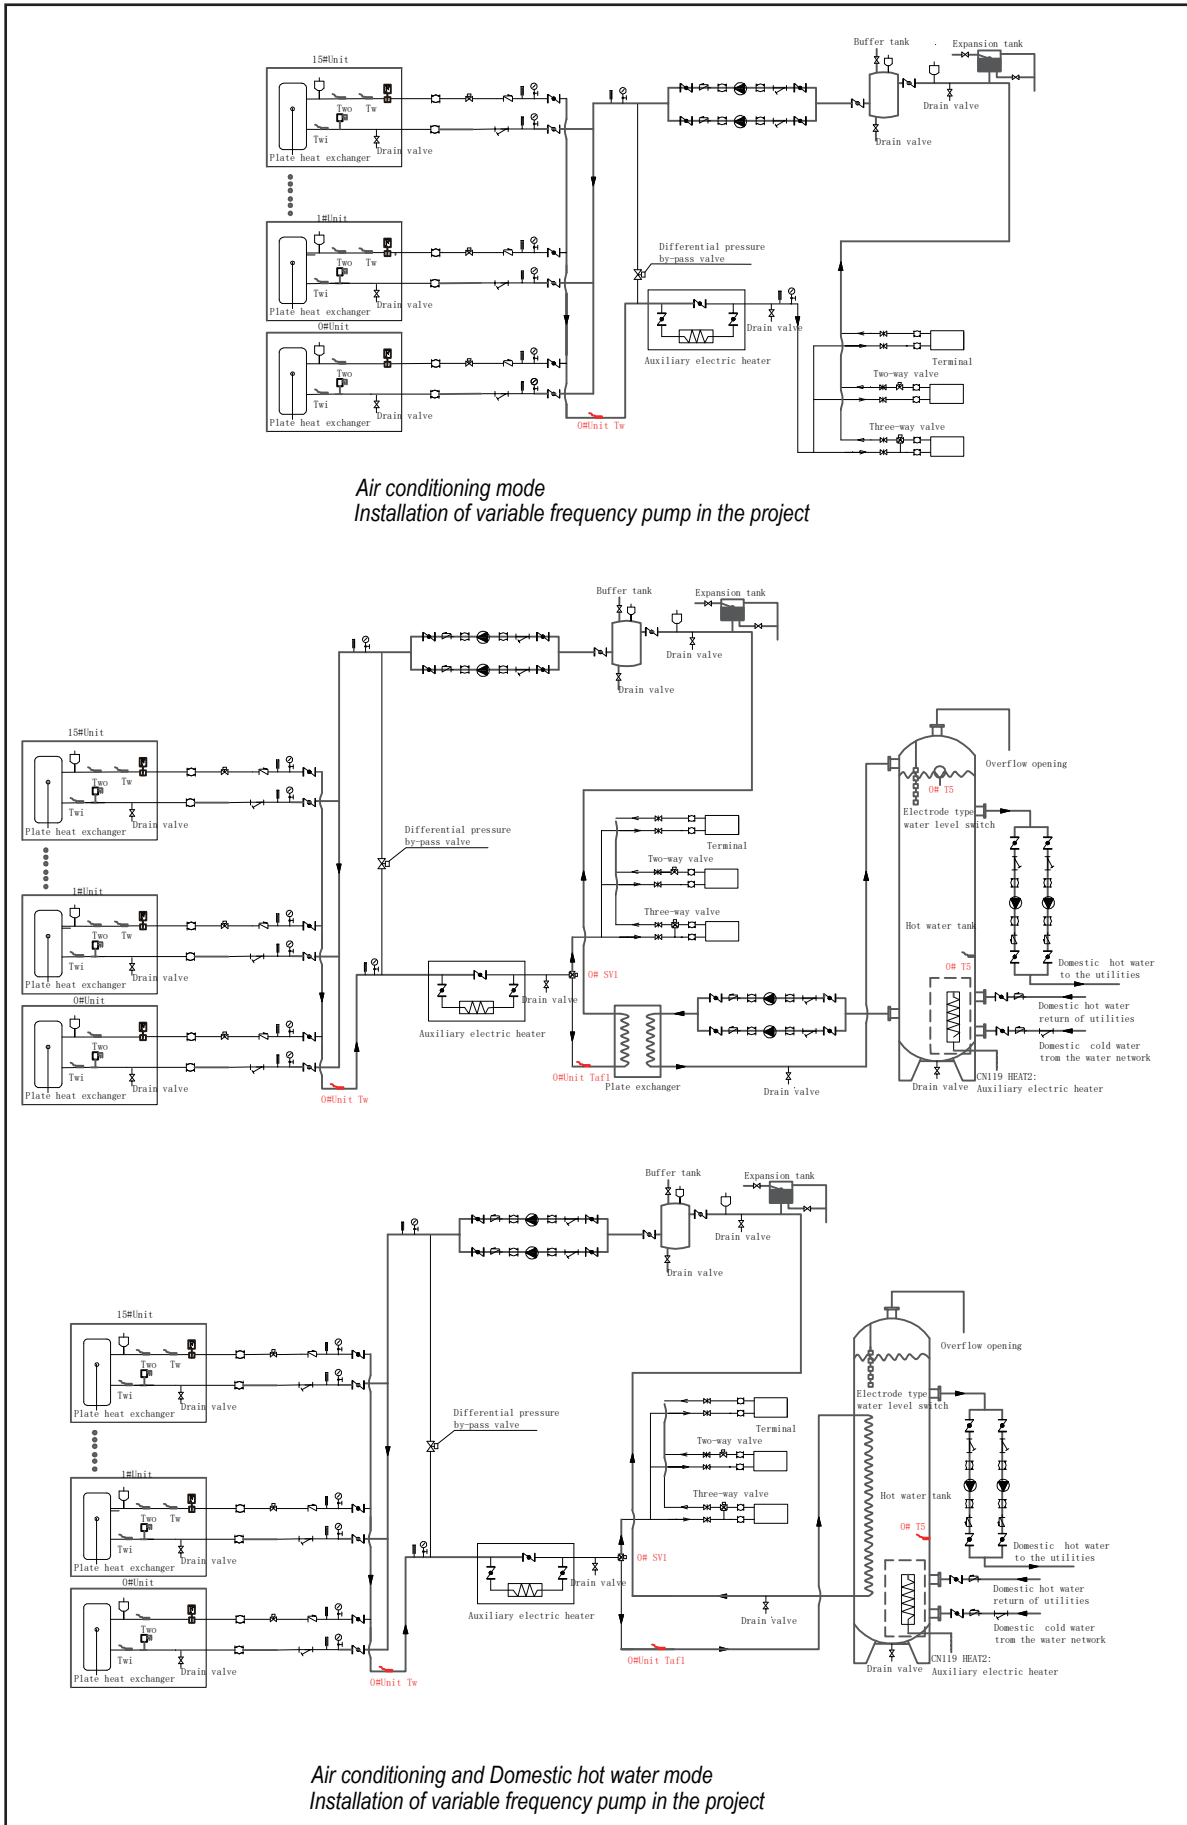 Buffer tank
Expansion tank
15#Unit
Two Tw
Twi
Drain valve
Plate heat exchanger
Drain valve
Drain valve
1#Unit
Two Tw
Twi
Drain valve
Plate heat exchanger
Differential pressure
by-pass valve
0#Unit
Two
Twi
Drain valve
Plate heat exchanger
Drain valve
Auxiliary electric heater
Terminal
Two-way valve
Three-way valve
0#Unit Tw
Air conditioning mode
Installation of variable frequency pump in the project
Buffer tank
Expansion tank
Drain valve
Drain valve
15#Unit
Two Tw
Twi
Drain valve
Plate heat exchanger
Overflow opening
0# T5
Electrode type
water level switch
Differential pressure
by-pass valve
Terminal
Two-way valve
Three-way valve
1#Unit
Two Tw
Twi
Drain valve
Plate heat exchanger
Hot water tank
0# T5
Domestic hot water
to the utilities
0# SV1
Drain valve
Auxiliary electric heater
0#Unit
Two
Twi
Drain valve
Plate heat exchanger
Domestic hot water
return of utilities
Domestic cold water
trom the water network
0#Unit Taf1
Plate exchanger
Drain valve
Drain valve
CN119 HEAT2:
Auxiliary electric heater
0#Unit Tw
Buffer tank
Expansion tank
Drain valve
Drain valve
15#Unit
Two Tw
Twi
Drain valve
Plate heat exchanger
Overflow opening
Electrode type
water level switch
Differential pressure
by-pass valve
Terminal
Two-way valve
Three-way valve
1#Unit
Two Tw
Twi
Drain valve
Plate heat exchanger
Hot water tank
0# T5
Domestic hot water
to the utilities
0# SV1
Drain valve
Auxiliary electric heater
0#Unit
Two
Twi
Drain valve
Plate heat exchanger
Domestic hot water
return of utilities
Drain valve
Domestic cold water
trom the water network
0#Unit Taf1
Drain valve
CN119 HEAT2:
Auxiliary electric heater
0#Unit Tw
Air conditioning and Domestic hot water mode
Installation of variable frequency pump in the project